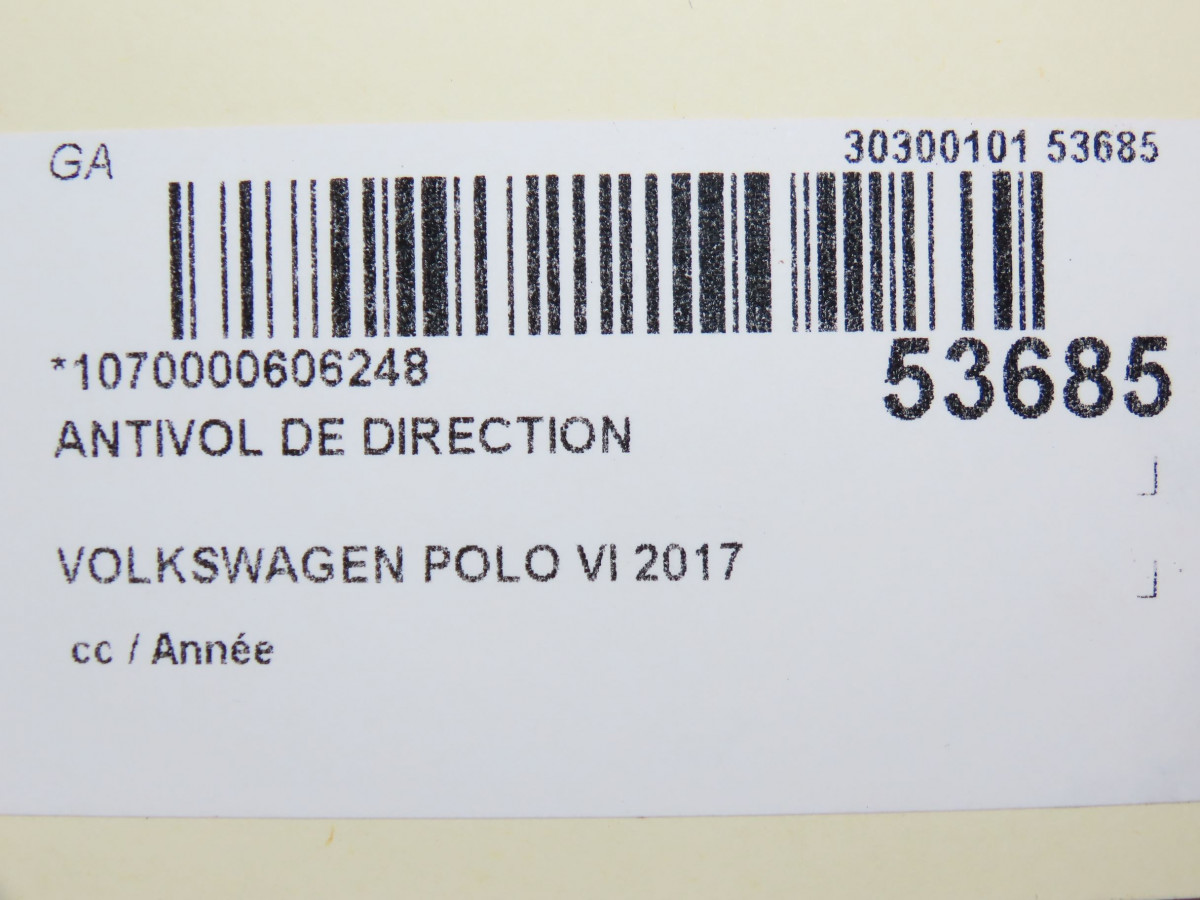 GA
30300101 53685
*1070000606248
53685
ANTIVOL DE DIRECTION
VOLKSWAGEN POLO VI 2017
cc / Année